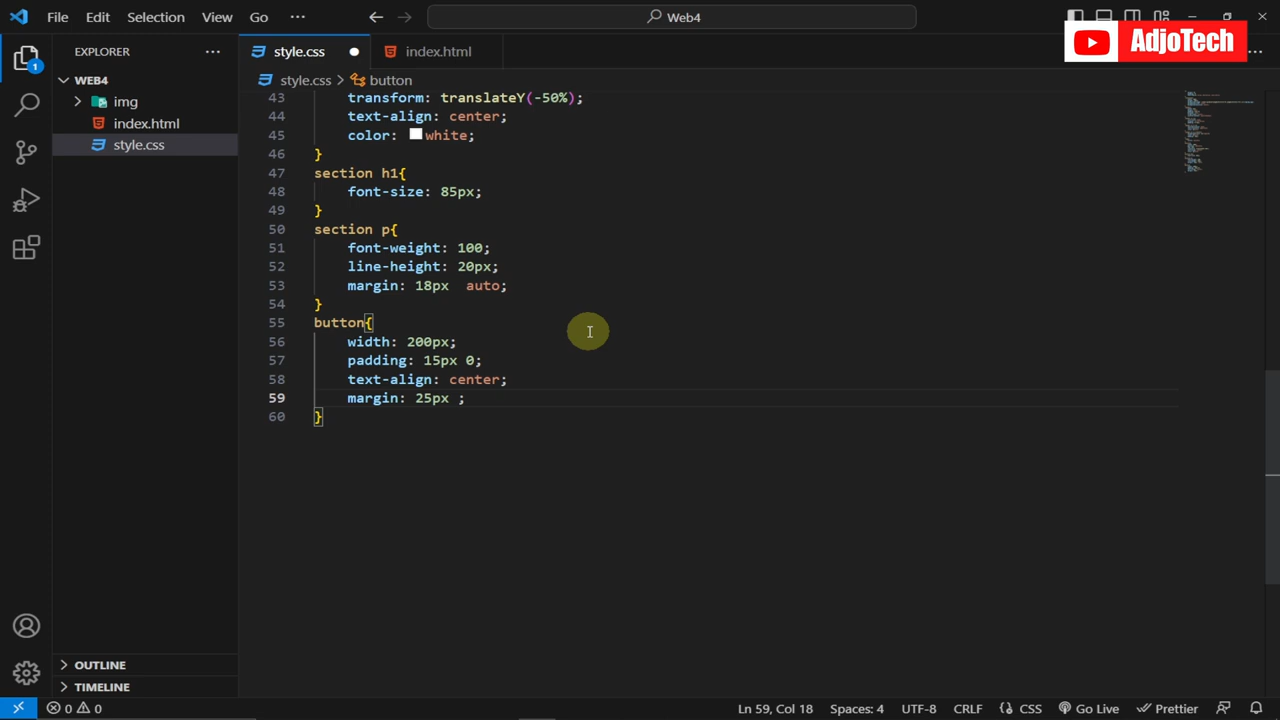 File Edit Selection View Go ··· Web4
AdjoTech
EXPLORER ···
style.css
index.html
···
WEB4
img
index.html
style.css
style.css > button
43 transform: translateY(-50%);
44 text-align: center;
45 color: white;
46 }
47 section h1{
48 font-size: 85px;
49 }
50 section p{
51 font-weight: 100;
52 line-height: 20px;
53 margin: 18px  auto;
54 }
55 button{
56 width: 200px;
57 padding: 15px 0;
58 text-align: center;
59 margin: 25px ;
60 }
1
OUTLINE
TIMELINE
0 0 Ln 59, Col 18 Spaces: 4 UTF-8 CRLF {} CSS Go Live Prettier